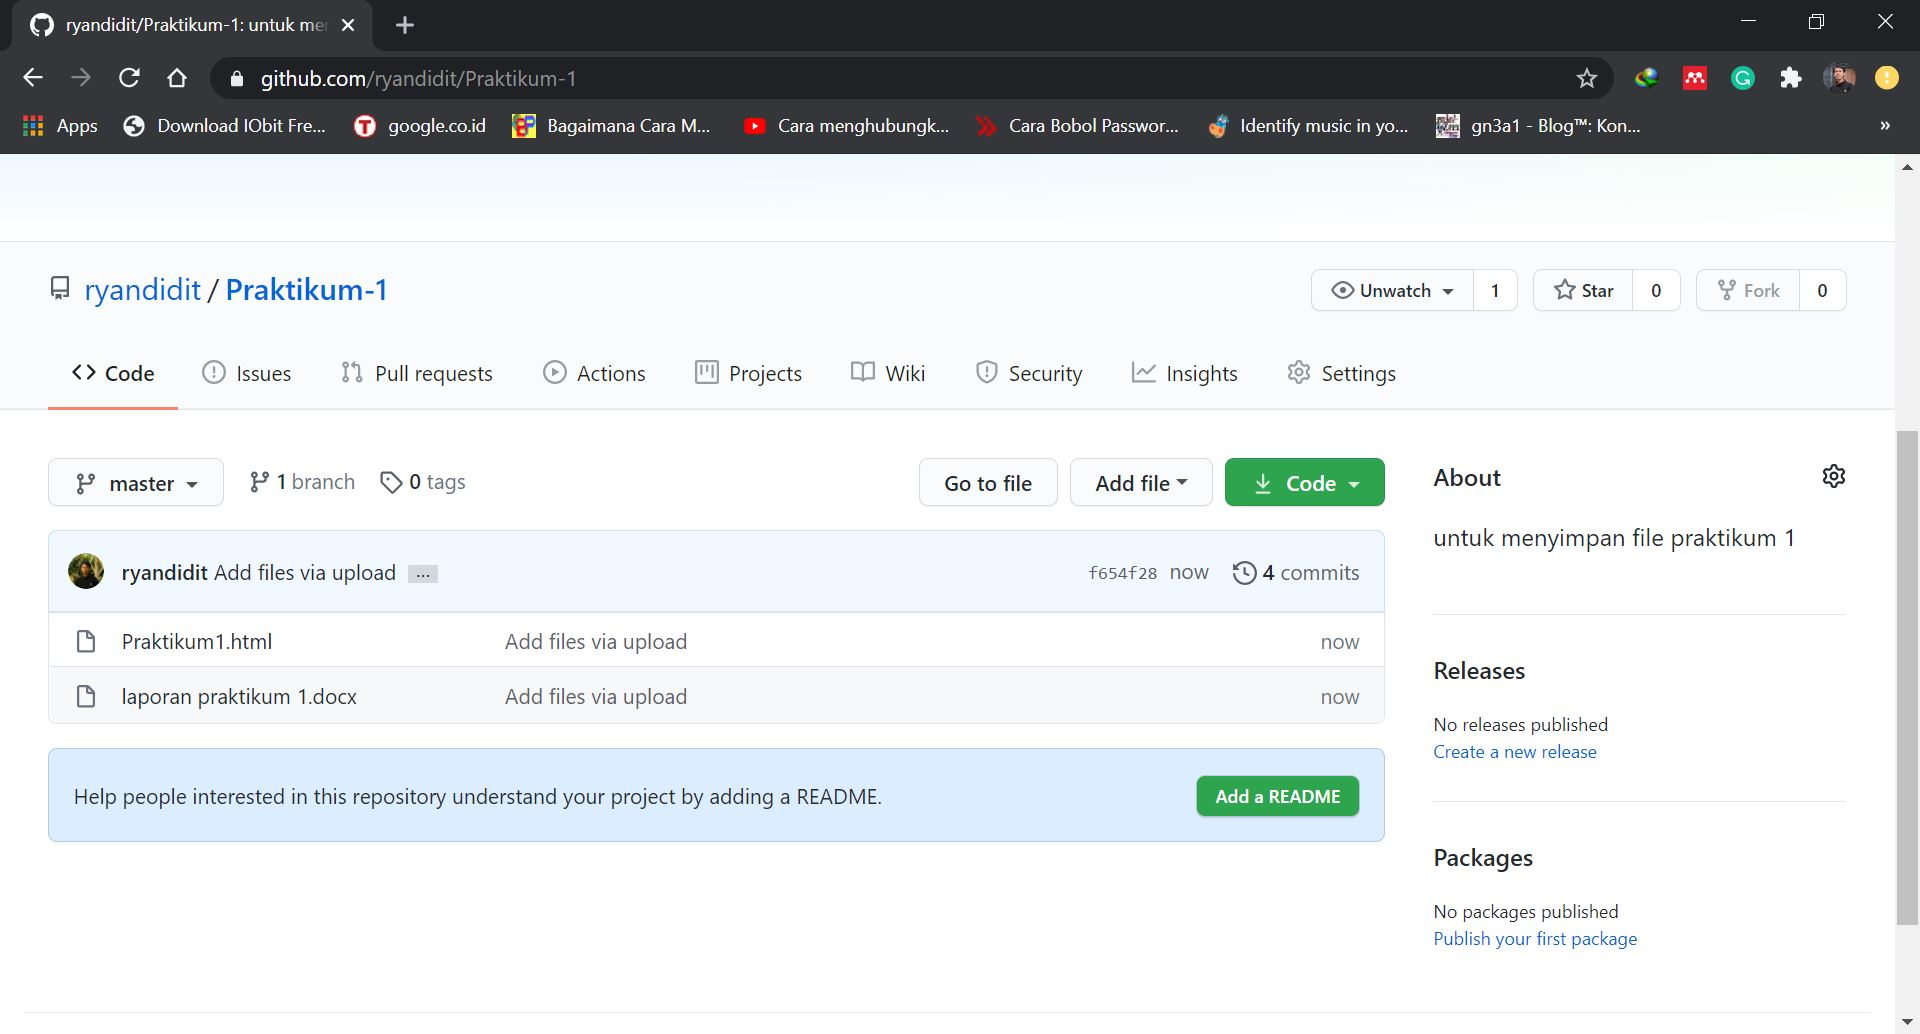 ryandidit/Praktikum-1: untuk me
github.com/ryandidit/Praktikum-1
Apps Download IObit Fre... google.co.id Bagaimana Cara M... Cara menghubungk... Cara Bobol Passwor... Identify music in yo... gn3a1 - Blog™: Kon... »
ryandidit / Praktikum-1
Unwatch 1 Star 0 Fork 0
Code Issues Pull requests Actions Projects Wiki Security Insights Settings
master 1 branch 0 tags Go to file Add file Code
ryandidit Add files via upload ... f654f28 now 4 commits
Praktikum1.html Add files via upload now
laporan praktikum 1.docx Add files via upload now
Help people interested in this repository understand your project by adding a README. Add a README
About
untuk menyimpan file praktikum 1
Releases
No releases published
Create a new release
Packages
No packages published
Publish your first package